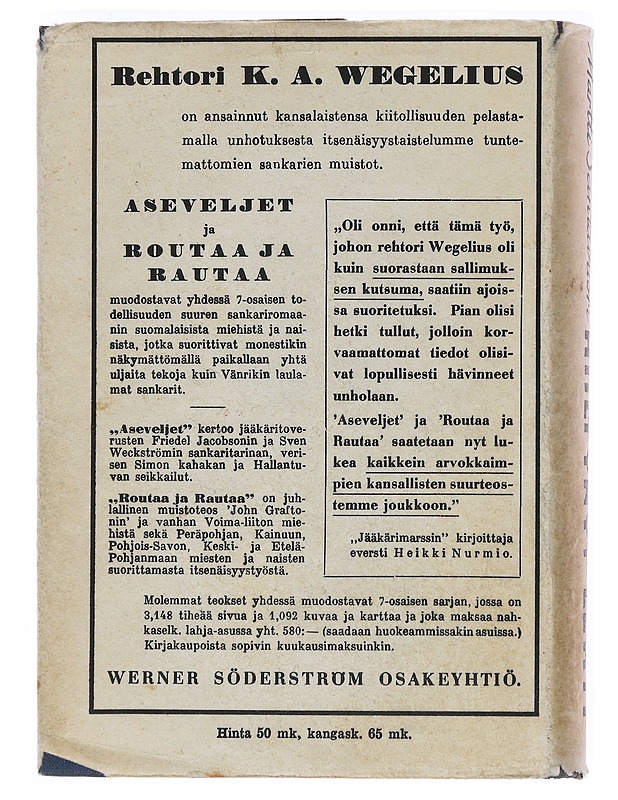 Rehtori K. A. WEGELIUS
on ansainnut kansalaistensa kiitollisuuden pelasta-
malla unhotuksesta itsenäisyystaistelumme tunte-
mattomien sankarien muistot.
ASEVELJET
ja
ROUTAA JA
RAUTAA
muodostavat yhdessä 7-osaisen to-
dellisuuden suuren sankariromaa-
nin suomalaisista miehistä ja nai-
sista, jotka suorittivat monestikin
näkymättömällä paikallaan yhtä
uljaita tekoja kuin Vänrikin laula-
mat sankarit.
„Aseveljet” kertoo jääkäritove-
rusten Friedel Jacobsonin ja Sven
Weckströmin sankaritarinan, veri-
sen Simon kahakan ja Hallantu-
van seikkailut.
„Routaa ja Rautaa” on juh-
lallinen muistoteos 'John Grafto-
nin' ja vanhan Voima-liiton mie-
histä sekä Peräpohjan, Kainuun,
Pohjois-Savon, Keski- ja Etelä-
Pohjanmaan miesten ja naisten
suorittamasta itsenäisyystyöstä.
„Oli onni, että tämä työ,
johon rehtori Wegelius oli
kuin suorastaan sallimuk-
sen kutsuma, saatiin ajois-
sa suoritetuksi. Pian olisi
hetki tullut, jolloin kor-
vaamattomat tiedot olisi-
vat lopullisesti hävinneet
unholaan.
'Aseveljet' ja 'Routaa ja
Rautaa' saatetaan nyt lu-
kea kaikkein arvokkaim-
pien kansallisten suurteos-
temme joukkoon.”
„Jääkärimarssin” kirjoittaja
eversti Heikki Nurmio.
Molemmat teokset yhdessä muodostavat 7-osaisen sarjan, jossa on
3,148 tiheää sivua ja 1,092 kuvaa ja karttaa ja joka maksaa nah-
kaselk. lahja-asussa yht. 580:— (saadaan huokeammissakin asuissa.)
Kirjakaupoista sopivin kuukausimaksuinkin.
WERNER SÖDERSTRÖM OSAKEYHTIÖ.
Hinta 50 mk, kangask. 65 mk.